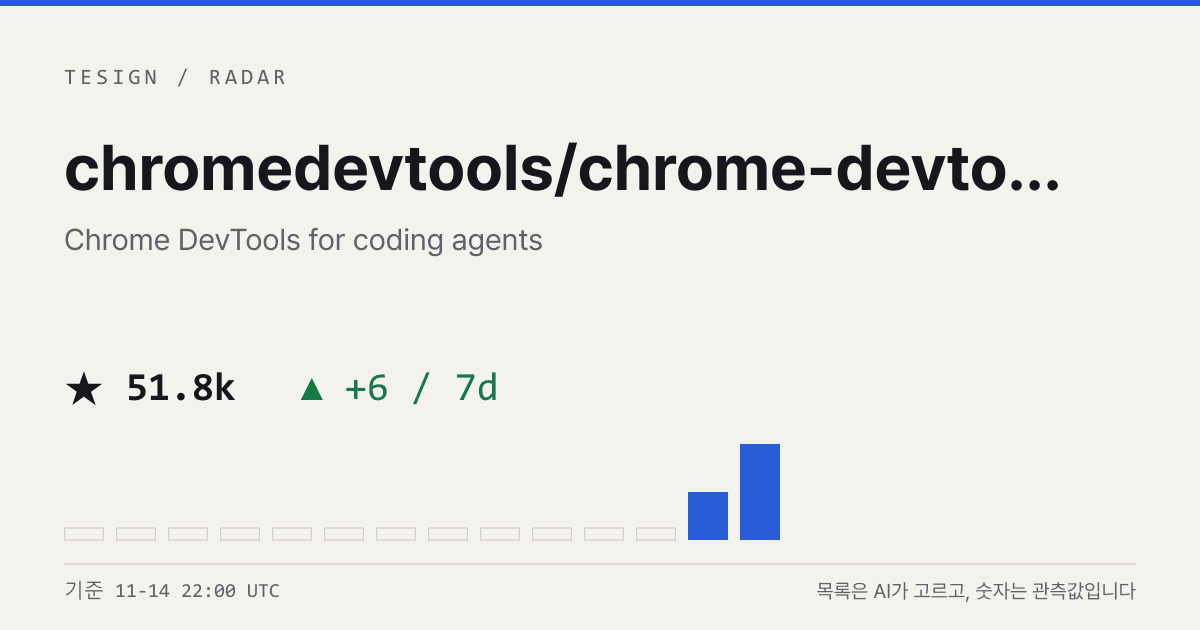 TESIGN / RADAR
chromedevtools/chrome-devto...
Chrome DevTools for coding agents
★ 51.8k ▲ +6 / 7d
기준 11-14 22:00 UTC
목록은 AI가 고르고, 숫자는 관측값입니다